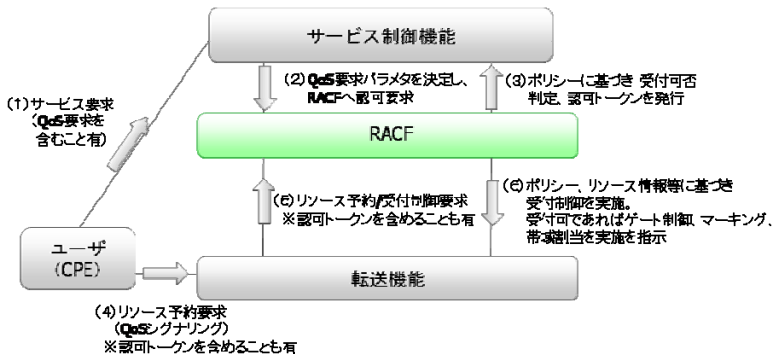 サービス制御機能
(2) QoS要求パラメタを決定し、
RACFへ認可要求
(3)ポリシーに基づき 受付可否
判定、認可トークンを発行
(1)サービス要求
(QoS要求を
含むこと有)
RACF
(5)リソース予約/受付制御要求
※認可トークンを含めることも有
(6)ポリシー、リソース情報等に基づき
受付制御を実施。
受付可であればゲート制御、マーキング、
帯域割当を実施を指示
ユーザ
(CPE)
転送機能
(4)リソース予約要求
(QoSシグナリング)
※認可トークンを含めることも有